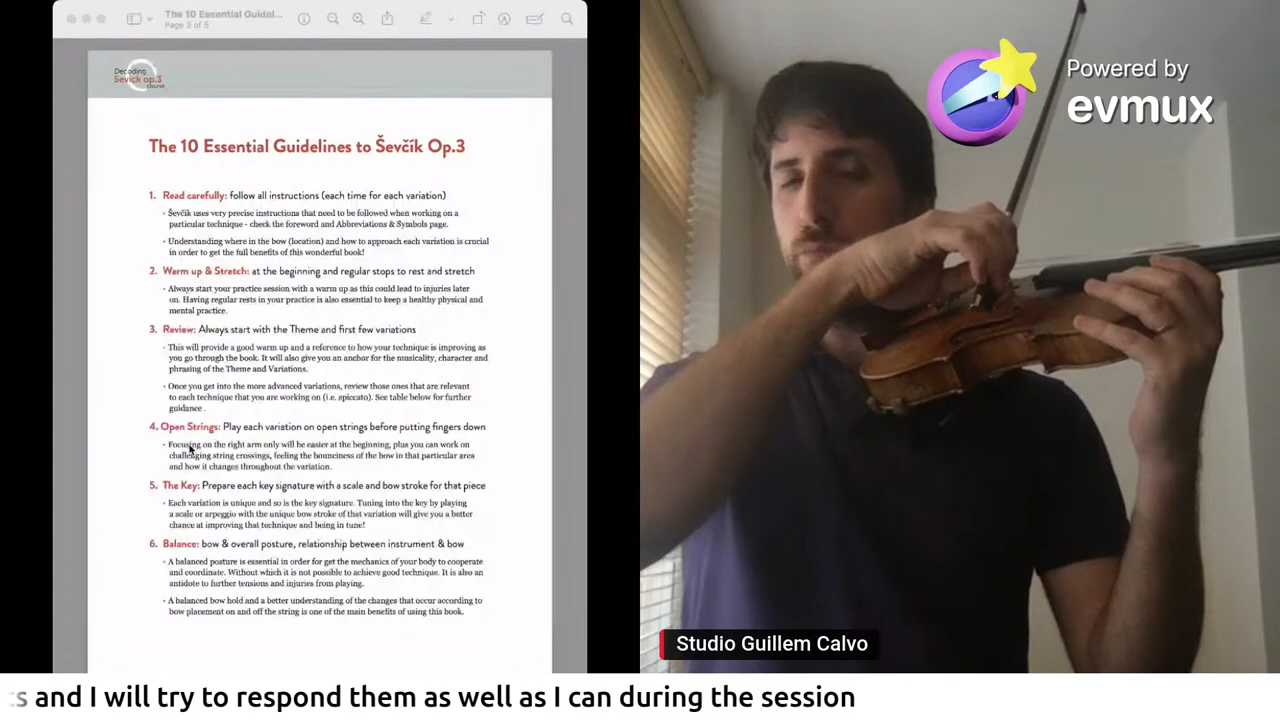 The 10 Essential Guidel...
Page 3 of 5
Decoding
Ševčík op.3
course
The 10 Essential Guidelines to Ševčík Op.3
1. Read carefully: follow all instructions (each time for each variation)
• Ševčík uses very precise instructions that need to be followed when working on a
particular technique - check the foreword and Abbreviations & Symbols page.
• Understanding where in the bow (location) and how to approach each variation is crucial
in order to get the full benefits of this wonderful book!
2. Warm up & Stretch: at the beginning and regular stops to rest and stretch
• Always start your practice session with a warm up as this could lead to injuries later
on. Having regular rests in your practice is also essential to keep a healthy physical and
mental practice.
3. Review: Always start with the Theme and first few variations
• This will provide a good warm up and a reference to how your technique is improving as
you go through the book. It will also give you an anchor for the musicality, character and
phrasing of the Theme and Variations.
• Once you get into the more advanced variations, review those ones that are relevant
to each technique that you are working on (i.e. spiccato). See table below for further
guidance .
4. Open Strings: Play each variation on open strings before putting fingers down
• Focusing on the right arm only will be easier at the beginning, plus you can work on
challenging string crossings, feeling the bounciness of the bow in that particular area
and how it changes throughout the variation.
5. The Key: Prepare each key signature with a scale and bow stroke for that piece
• Each variation is unique and so is the key signature. Tuning into the key by playing
a scale or arpeggio with the unique bow stroke of that variation will give you a better
chance at improving that technique and being in tune!
6. Balance: bow & overall posture, relationship between instrument & bow
• A balanced posture is essential in order for get the mechanics of your body to cooperate
and coordinate. Without which it is not possible to achieve good technique. It is also an
antidote to further tensions and injuries from playing.
• A balanced bow hold and a better understanding of the changes that occur according to
bow placement on and off the string is one of the main benefits of using this book.
Powered by
evmux
Studio Guillem Calvo
s and I will try to respond them as well as I can during the session